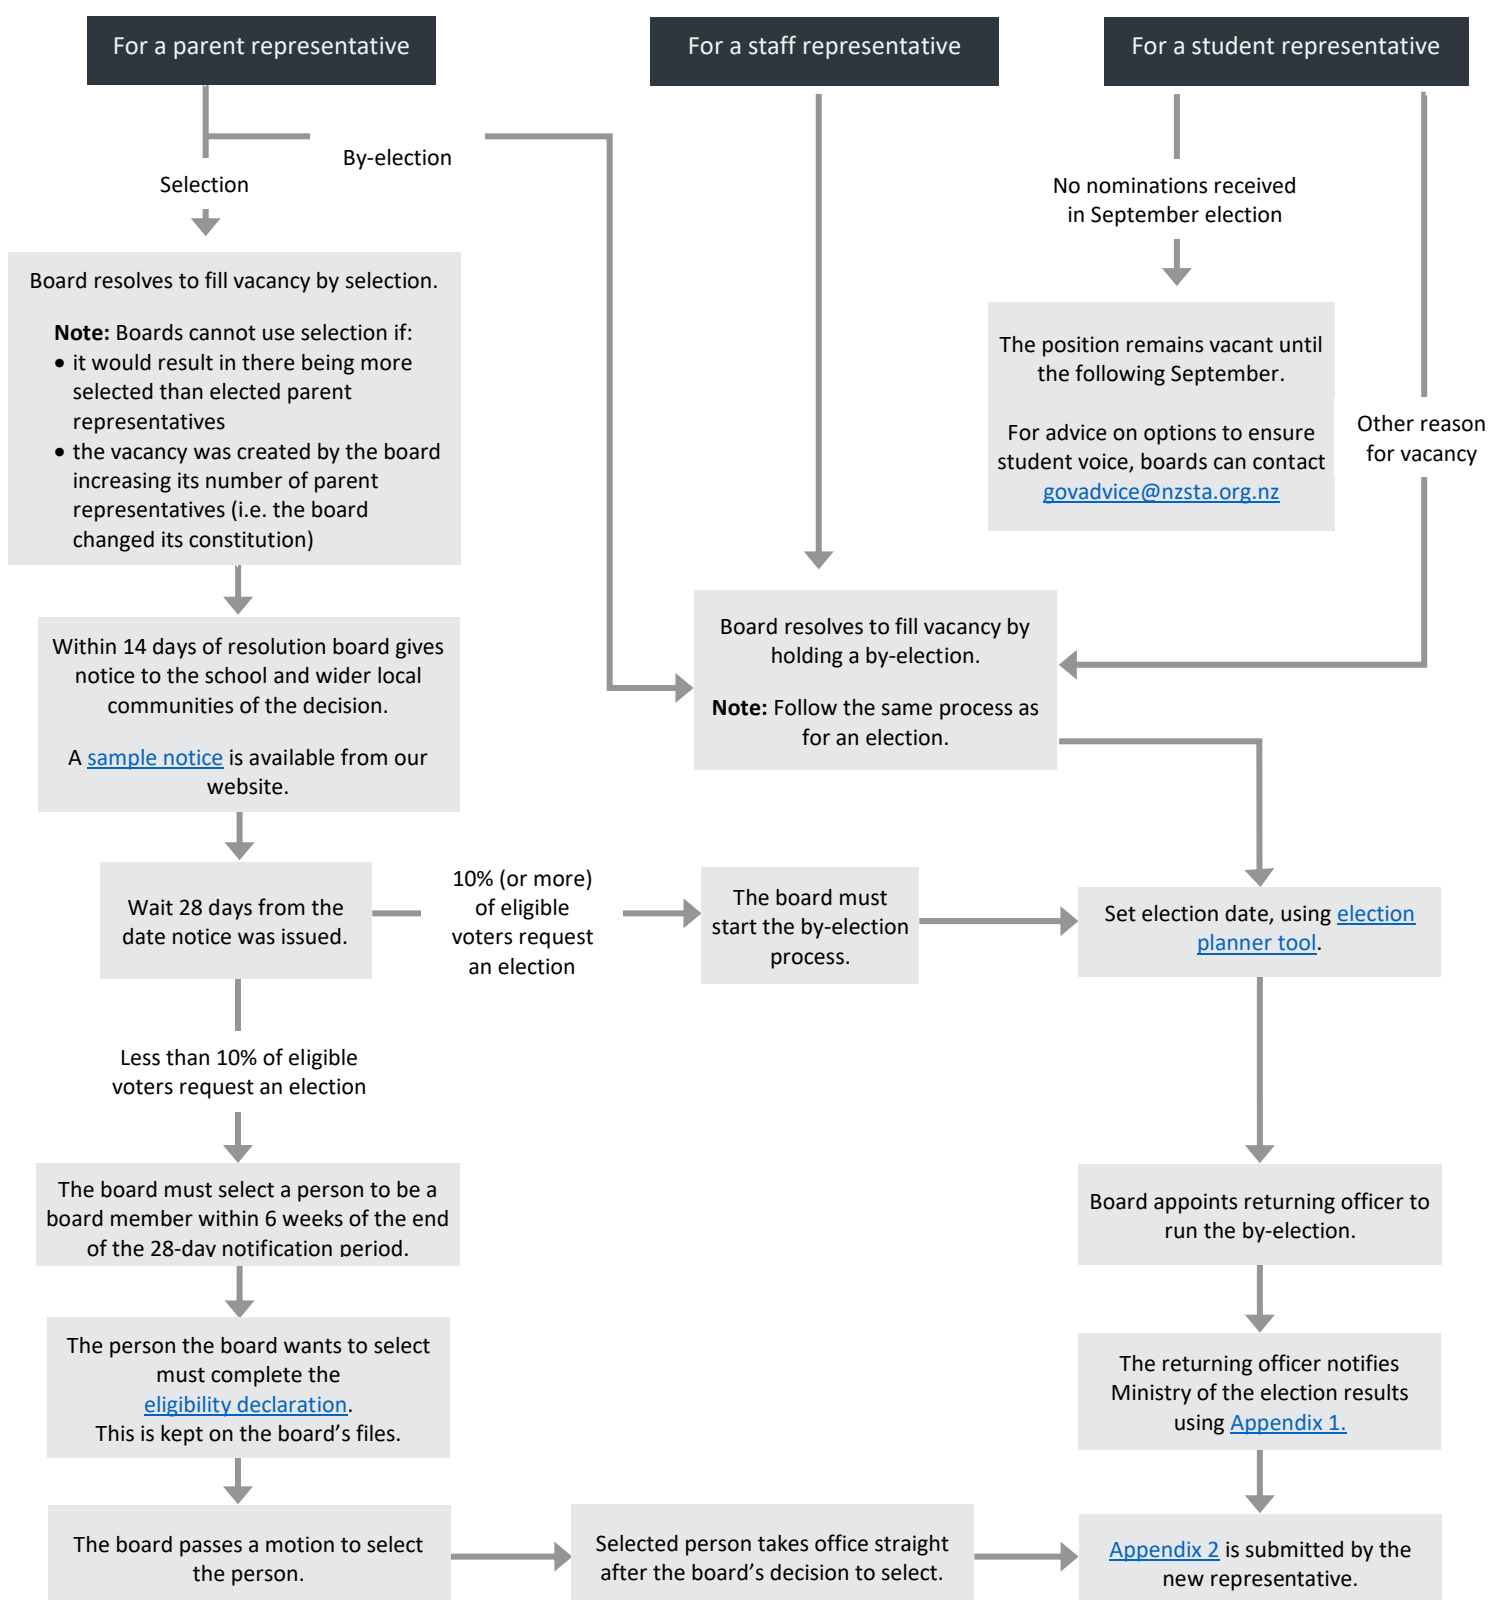 For a parent representative
For a staff representative
For a student representative
By-election
Selection
No nominations received
in September election
Board resolves to fill vacancy by selection.
Note: Boards cannot use selection if:
• it would result in there being more
selected than elected parent
representatives
• the vacancy was created by the board
increasing its number of parent
representatives (i.e. the board
changed its constitution)
The position remains vacant until
the following September.
For advice on options to ensure
student voice, boards can contact
govadvice@nzsta.org.nz
Other reason
for vacancy
Within 14 days of resolution board gives
notice to the school and wider local
communities of the decision.
A sample notice is available from our
website.
Board resolves to fill vacancy by
holding a by-election.
Note: Follow the same process as
for an election.
Wait 28 days from the
date notice was issued.
10% (or more)
of eligible
voters request
an election
The board must
start the by-election
process.
Set election date, using election
planner tool.
Less than 10% of eligible
voters request an election
The board must select a person to be a
board member within 6 weeks of the end
of the 28-day notification period.
Board appoints returning officer to
run the by-election.
The person the board wants to select
must complete the
eligibility declaration.
This is kept on the board’s files.
The returning officer notifies
Ministry of the election results
using Appendix 1.
The board passes a motion to select
the person.
Selected person takes office straight
after the board’s decision to select.
Appendix 2 is submitted by the
new representative.